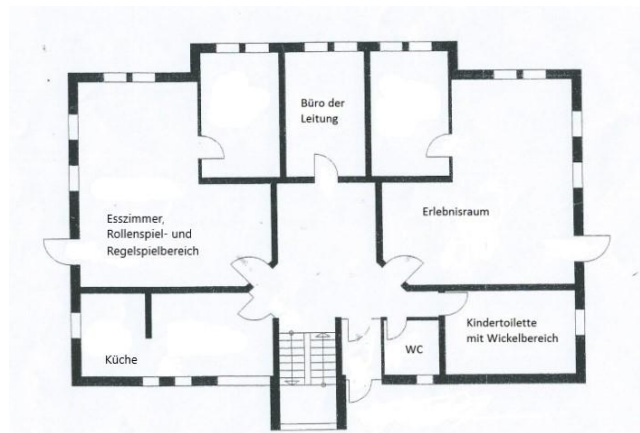 Büro der
Leitung
Esszimmer,
Rollenspiel- und
Regelspielbereich
Erlebnisraum
Küche
WC
Kindertoilette
mit Wickelbereich